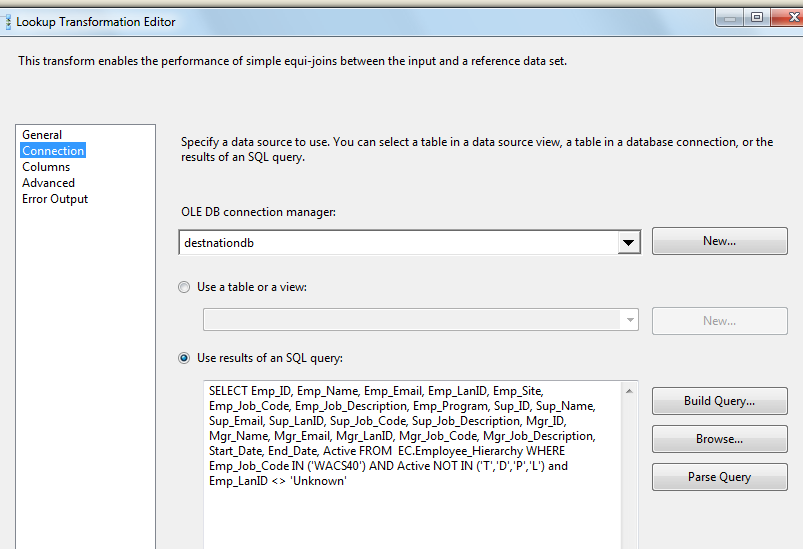 Lookup Transformation Editor
This transform enables the performance of simple equi-joins between the input and a reference data set.
General
Connection
Columns
Advanced
Error Output
Specify a data source to use. You can select a table in a data source view, a table in a database connection, or the
results of an SQL query.
OLE DB connection manager:
destnationdb
New...
Use a table or a view:
New...
Use results of an SQL query:
SELECT Emp_ID, Emp_Name, Emp_Email, Emp_LanID, Emp_Site,
Emp_Job_Code, Emp_Job_Description, Emp_Program, Sup_ID, Sup_Name,
Sup_Email, Sup_LanID, Sup_Job_Code, Sup_Job_Description, Mgr_ID,
Mgr_Name, Mgr_Email, Mgr_LanID, Mgr_Job_Code, Mgr_Job_Description,
Start_Date, End_Date, Active FROM  EC.Employee_Hierarchy WHERE
Emp_Job_Code IN ('WACS40') AND Active NOT IN ('T','D','P','L') and
Emp_LanID <> 'Unknown'
Build Query...
Browse...
Parse Query